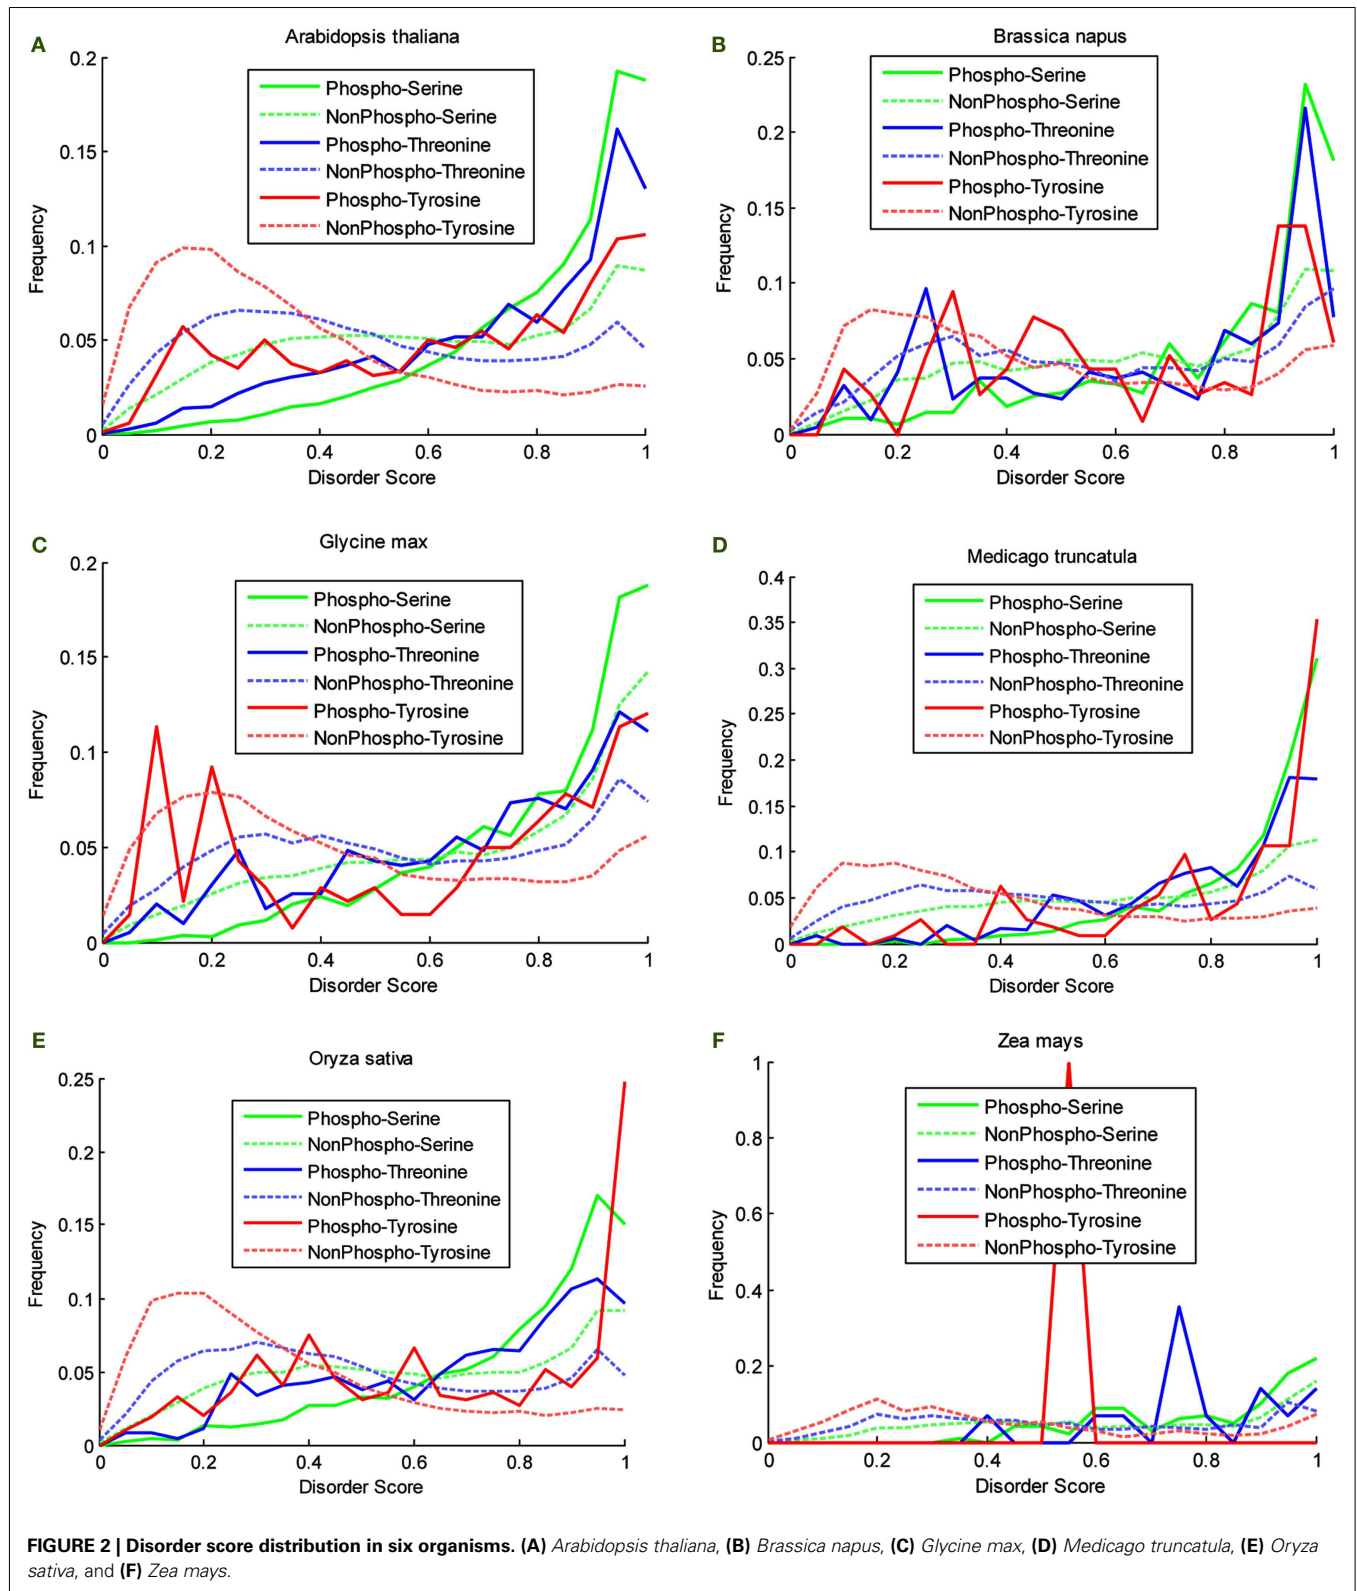 A
Arabidopsis thaliana
0.2
0.15
0.1
0.05
0
Frequency
Phospho-Serine
NonPhospho-Serine
Phospho-Threonine
NonPhospho-Threonine
Phospho-Tyrosine
NonPhospho-Tyrosine
0 0.2 0.4 0.6 0.8 1
Disorder Score
B
Brassica napus
0.25
0.2
0.15
0.1
0.05
0
Frequency
Phospho-Serine
NonPhospho-Serine
Phospho-Threonine
NonPhospho-Threonine
Phospho-Tyrosine
NonPhospho-Tyrosine
0 0.2 0.4 0.6 0.8 1
Disorder Score
C
Glycine max
0.2
0.15
0.1
0.05
0
Frequency
Phospho-Serine
NonPhospho-Serine
Phospho-Threonine
NonPhospho-Threonine
Phospho-Tyrosine
NonPhospho-Tyrosine
0 0.2 0.4 0.6 0.8 1
Disorder Score
D
Medicago truncatula
0.4
0.35
0.3
0.25
0.2
0.15
0.1
0.05
0
Frequency
Phospho-Serine
NonPhospho-Serine
Phospho-Threonine
NonPhospho-Threonine
Phospho-Tyrosine
NonPhospho-Tyrosine
0 0.2 0.4 0.6 0.8 1
Disorder Score
E
Oryza sativa
0.25
0.2
0.15
0.1
0.05
0
Frequency
Phospho-Serine
NonPhospho-Serine
Phospho-Threonine
NonPhospho-Threonine
Phospho-Tyrosine
NonPhospho-Tyrosine
0 0.2 0.4 0.6 0.8 1
Disorder Score
F
Zea mays
1
0.8
0.6
0.4
0.2
0
Frequency
Phospho-Serine
NonPhospho-Serine
Phospho-Threonine
NonPhospho-Threonine
Phospho-Tyrosine
NonPhospho-Tyrosine
0 0.2 0.4 0.6 0.8 1
Disorder Score
FIGURE 2 | Disorder score distribution in six organisms. (A) Arabidopsis thaliana, (B) Brassica napus, (C) Glycine max, (D) Medicago truncatula, (E) Oryza
sativa, and (F) Zea mays.